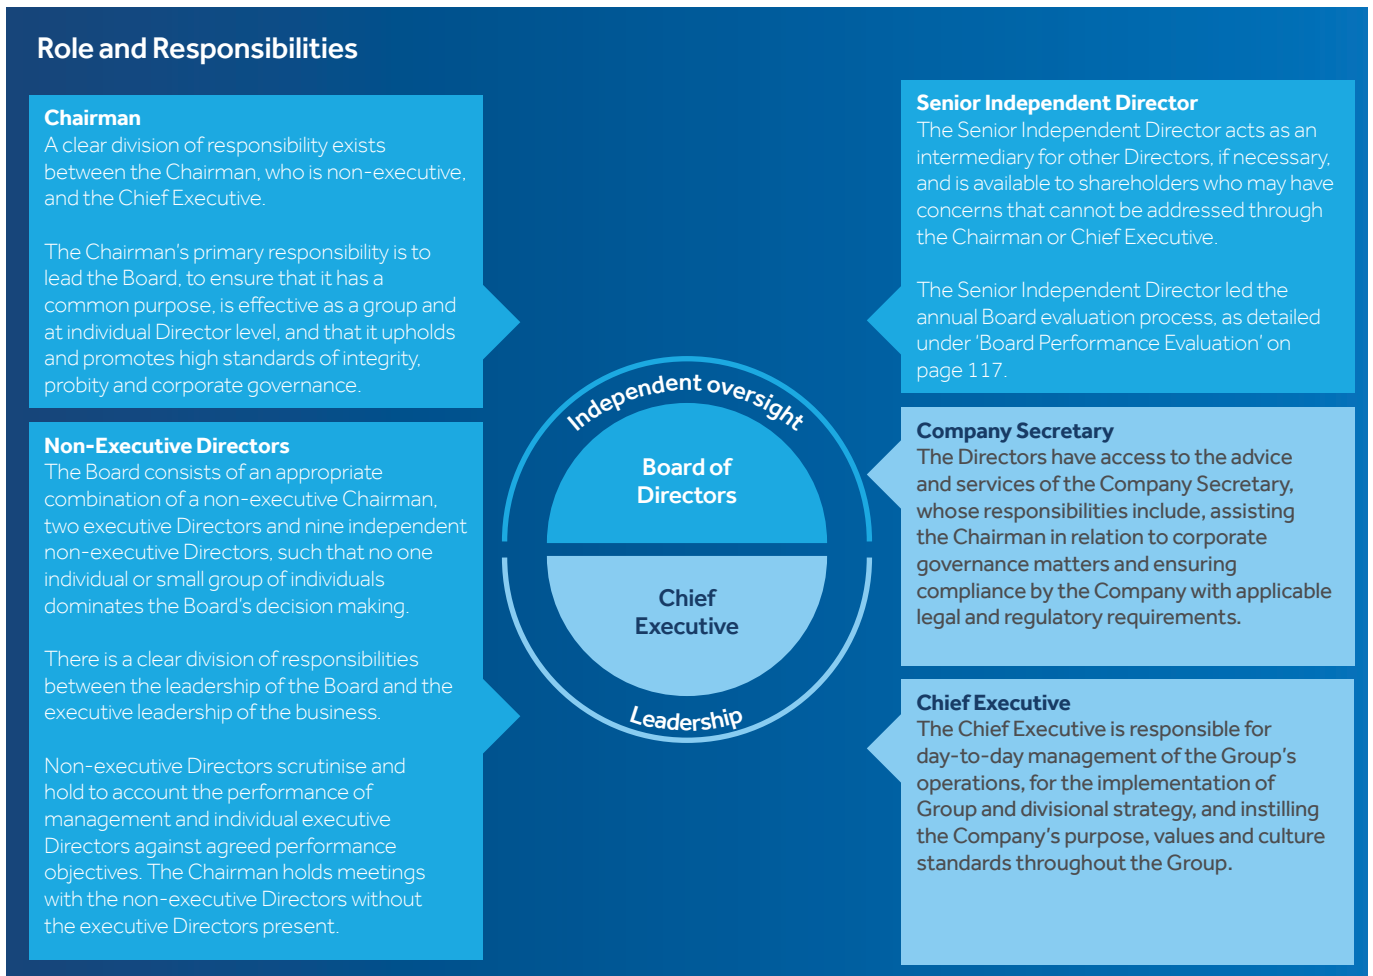 Role and Responsibilities
Chairman
A clear division of responsibility exists
between the Chairman, who is non-executive,
and the Chief Executive.
The Chairman's primary responsibility is to
lead the Board, to ensure that it has a
common purpose, is effective as a group and
at individual Director level, and that it upholds
and promotes high standards of integrity,
probity and corporate governance.
Non-Executive Directors
The Board consists of an appropriate
combination of a non-executive Chairman,
two executive Directors and nine independent
non-executive Directors, such that no one
individual or small group of individuals
dominates the Board's decision making.
There is a clear division of responsibilities
between the leadership of the Board and the
executive leadership of the business.
Non-executive Directors scrutinise and
hold to account the performance of
management and individual executive
Directors against agreed performance
objectives. The Chairman holds meetings
with the non-executive Directors without
the executive Directors present.
Independent oversight
Board of
Directors
Chief
Executive
Leadership
Senior Independent Director
The Senior Independent Director acts as an
intermediary for other Directors, if necessary,
and is available to shareholders who may have
concerns that cannot be addressed through
the Chairman or Chief Executive.
The Senior Independent Director led the
annual Board evaluation process, as detailed
under 'Board Performance Evaluation' on
page 117.
Company Secretary
The Directors have access to the advice
and services of the Company Secretary,
whose responsibilities include, assisting
the Chairman in relation to corporate
governance matters and ensuring
compliance by the Company with applicable
legal and regulatory requirements.
Chief Executive
The Chief Executive is responsible for
day-to-day management of the Group's
operations, for the implementation of
Group and divisional strategy, and instilling
the Company's purpose, values and culture
standards throughout the Group.